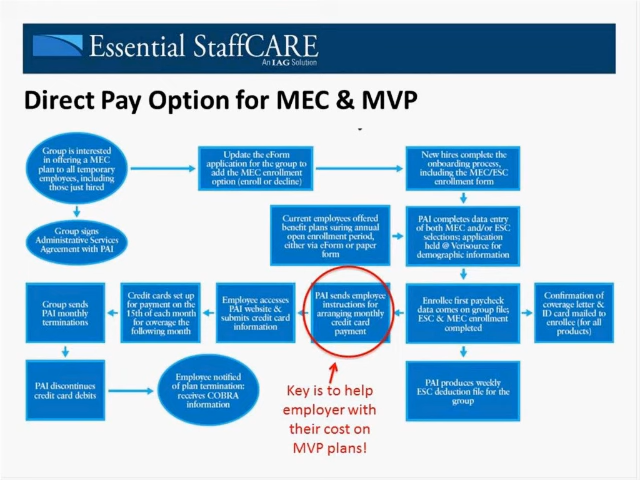 Essential StaffCARE
An IAG Solution
Direct Pay Option for MEC & MVP
Group is interested
in offering a MEC
plan to all temporary
employees, including
those just hired
Update the eForm
application for the group to
add the MEC enrollment
option (enroll or decline)
New hires complete the
onboarding process,
including the MEC/ESC
enrollment form
Group signs
Administrative Services
Agreement with PAI
Current employees offered
benefit plans suring annual
open enrollment period,
either via eForm or paper
form
PAI completes data entry
of both MEC and/or ESC
selections; application
held @ Verisource for
demographic information
Group sends
PAI monthly
terminations
Credit cards set up
for payment on the
15th of each month
for coverage the
following month
Employee accesses
PAI website &
submits credit card
information
PAI sends employee
instructions for
arranging monthly
credit card
payment
Enrollee first paycheck
data comes on group file;
ESC & MEC enrollment
completed
Confirmation of
coverage letter &
ID card mailed to
enrollee (for all
products)
PAI discontinues
credit card debits
Employee notified
of plan termination;
receives COBRA
information
Key is to help
employer with
their cost on
MVP plans!
PAI produces weekly
ESC deduction file for the
group